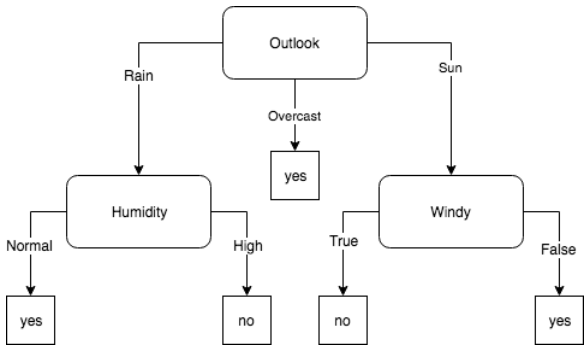 Outlook
Rain
Sun
Overcast
yes
Humidity
Windy
Normal
High
True
False
yes
no
no
yes